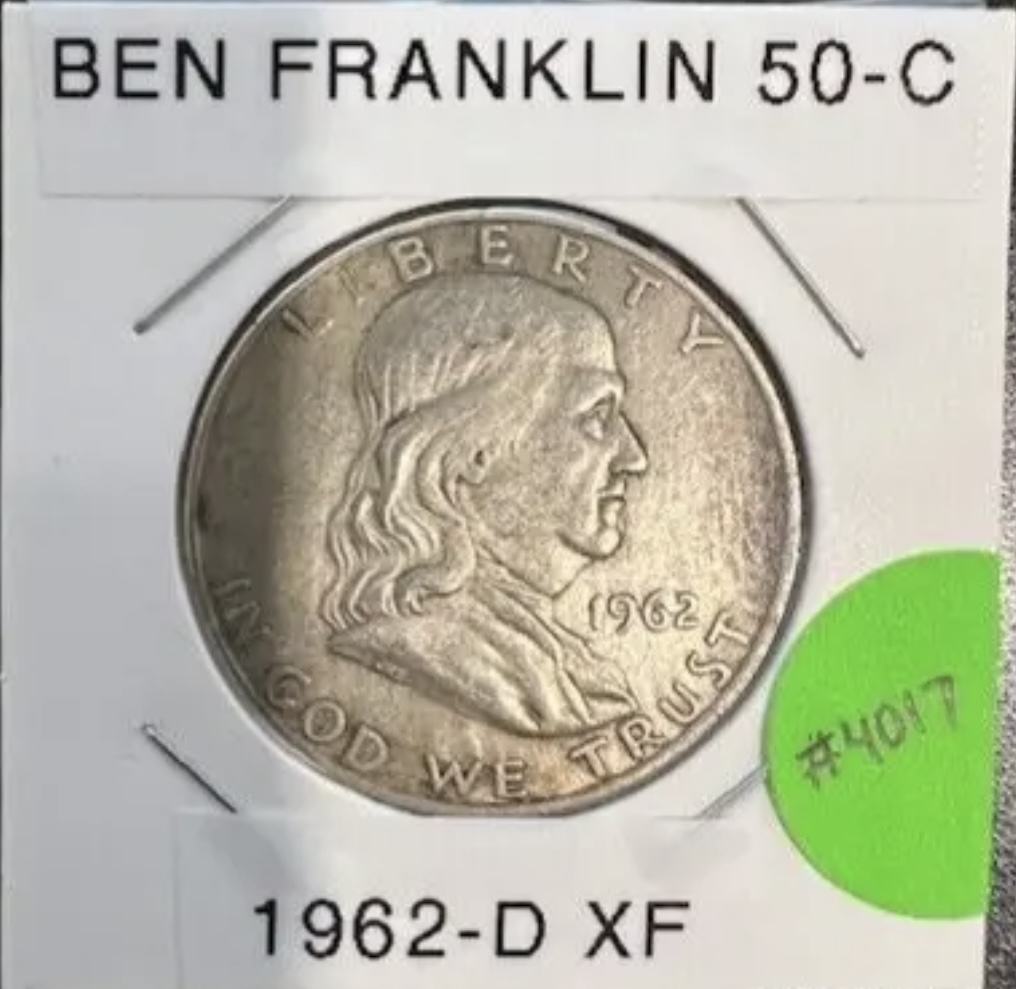 BEN FRANKLIN 50-C
LIBERTY
1962
IN GOD WE TRUST
#4017
1962-D XF